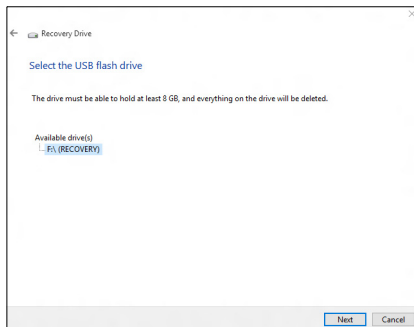 Recovery Drive
Select the USB flash drive
The drive must be able to hold at least 8 GB, and everything on the drive will be deleted.
Available drive(s)
F:\ (RECOVERY)
Next Cancel